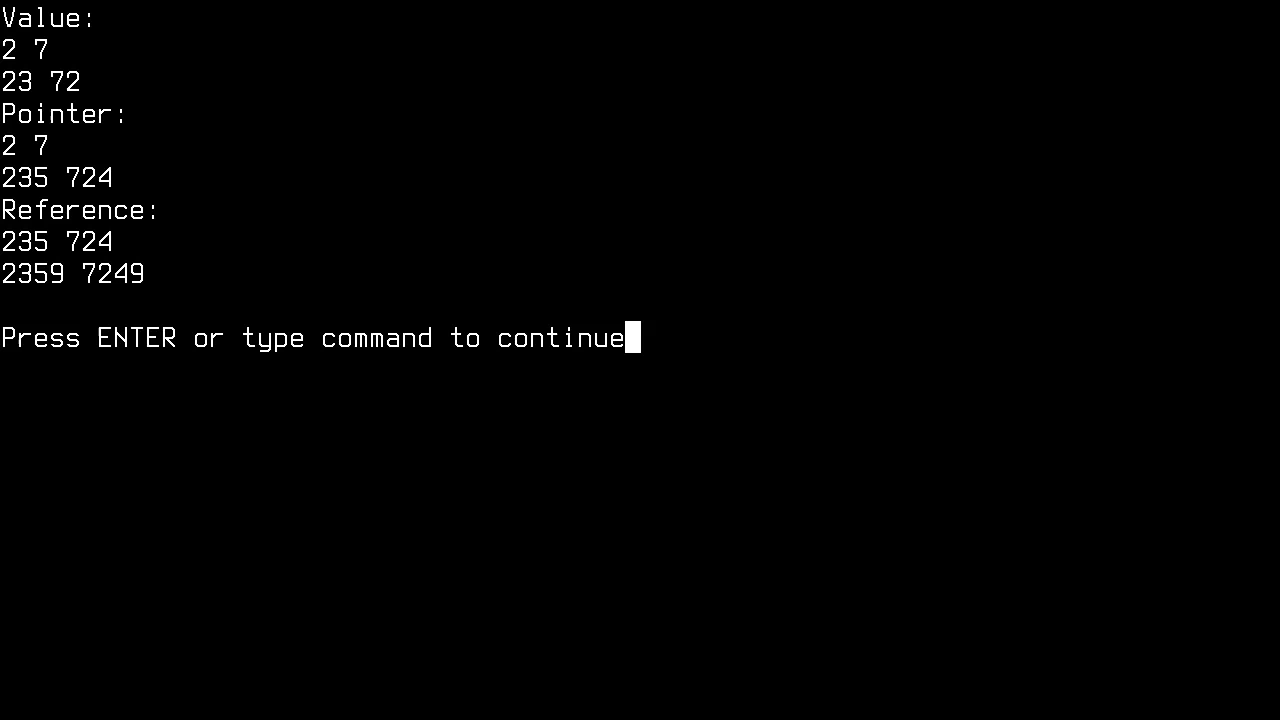 Value:
2 7
23 72
Pointer:
2 7
235 724
Reference:
235 724
2359 7249
Press ENTER or type command to continue